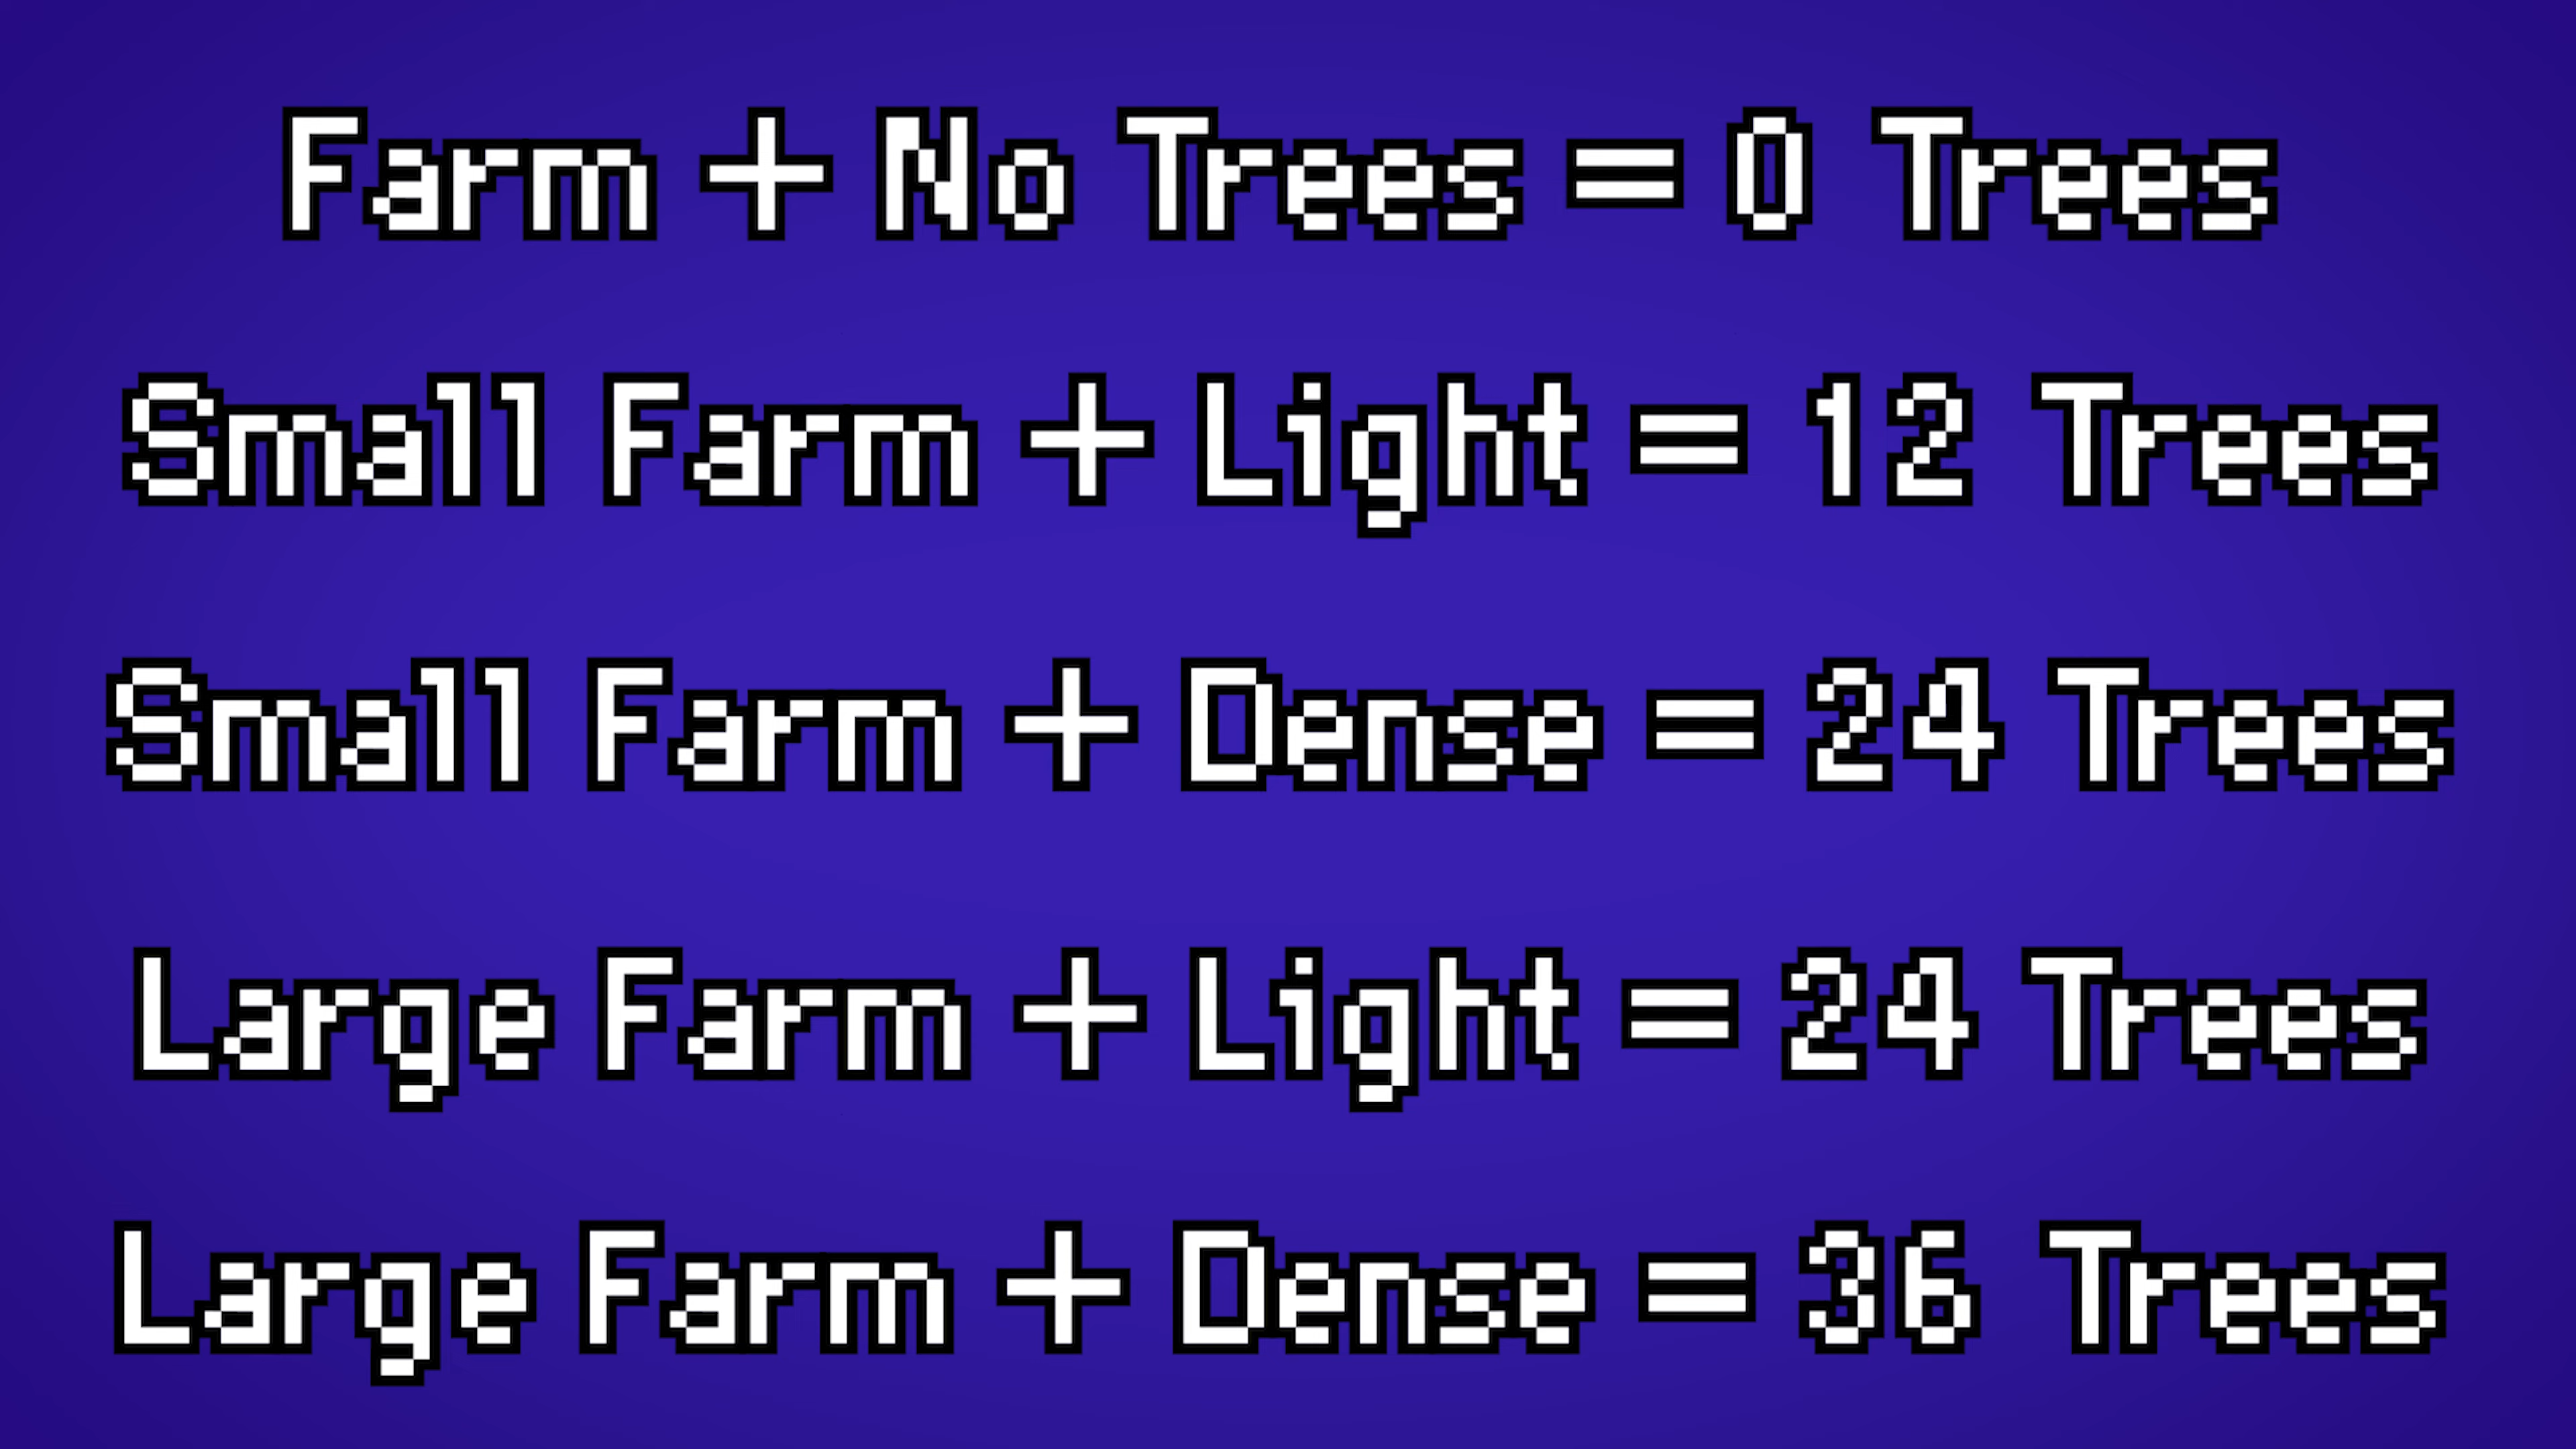 Farm + No Trees = 0 Trees
Small Farm + Light = 12 Trees
Small Farm + Dense = 24 Trees
Large Farm + Light = 24 Trees
Large Farm + Dense = 36 Trees